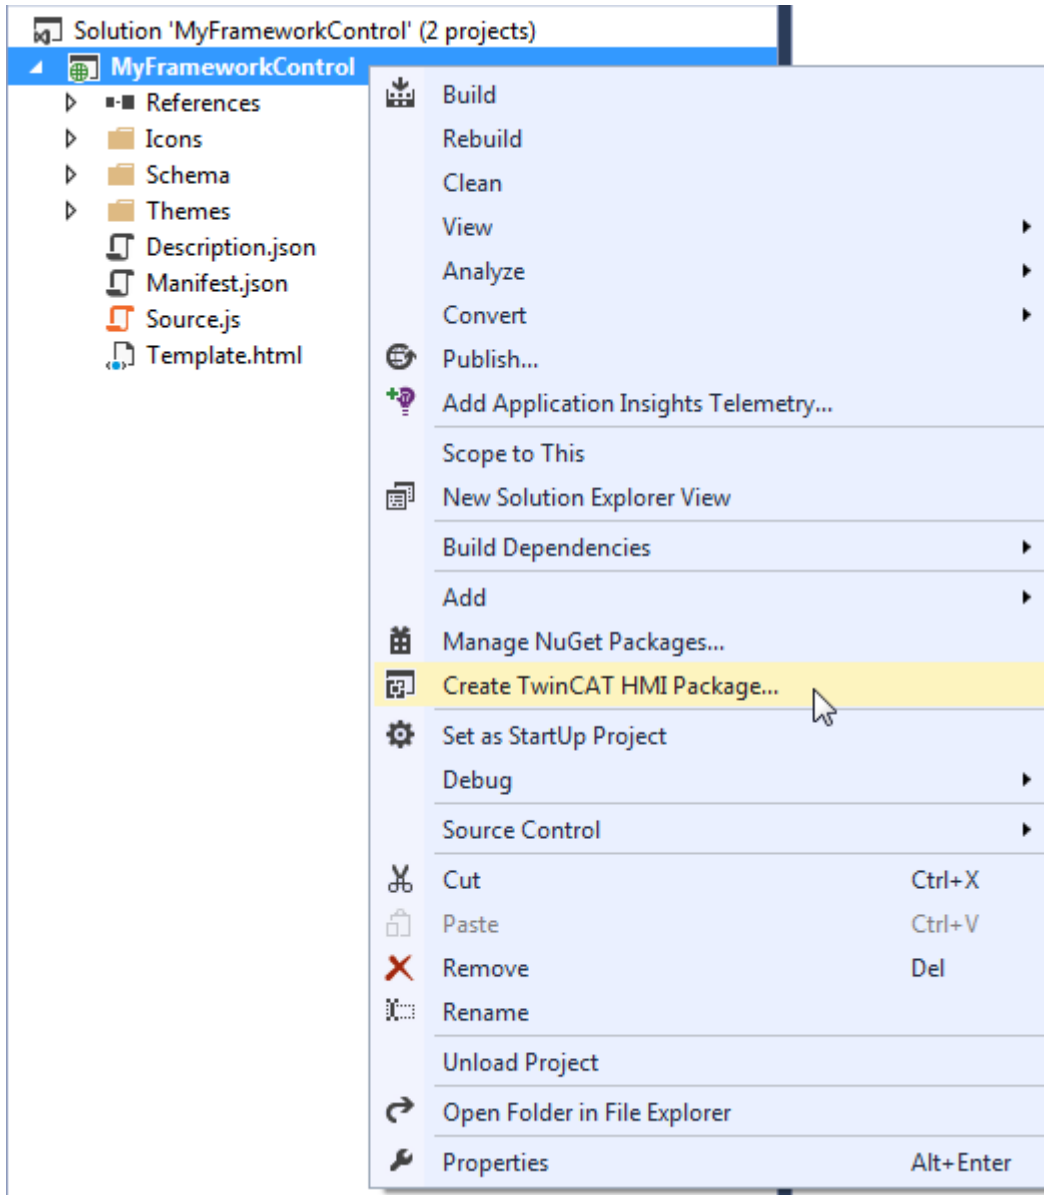 Solution 'MyFrameworkControl' (2 projects)
MyFrameworkControl
References
Icons
Schema
Themes
Description.json
Manifest.json
Source.js
Template.html
Build
Rebuild
Clean
View
Analyze
Convert
Publish...
Add Application Insights Telemetry...
Scope to This
New Solution Explorer View
Build Dependencies
Add
Manage NuGet Packages...
Create TwinCAT HMI Package...
Set as StartUp Project
Debug
Source Control
Cut Ctrl+X
Paste Ctrl+V
Remove Del
Rename
Unload Project
Open Folder in File Explorer
Properties Alt+Enter